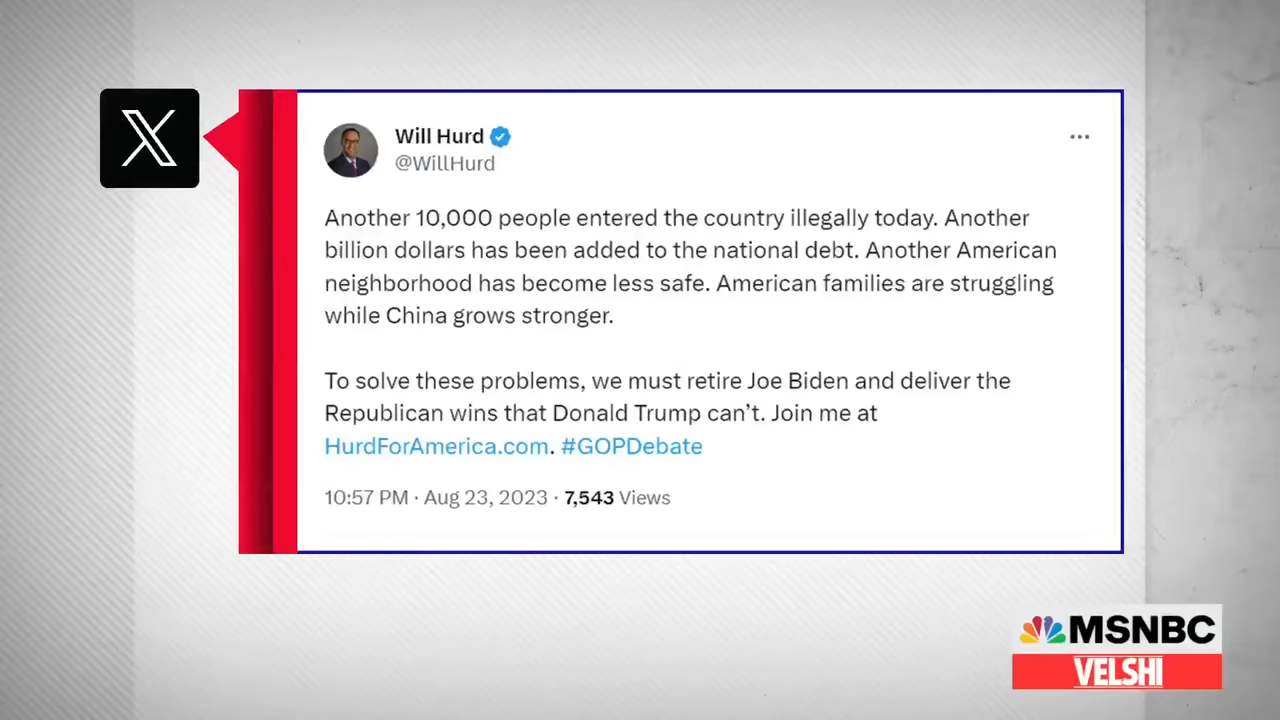 X
Will Hurd
@WillHurd
Another 10,000 people entered the country illegally today. Another
billion dollars has been added to the national debt. Another American
neighborhood has become less safe. American families are struggling
while China grows stronger.
To solve these problems, we must retire Joe Biden and deliver the
Republican wins that Donald Trump can’t. Join me at
HurdForAmerica.com. #GOPDebate
10:57 PM · Aug 23, 2023 · 7,543 Views
MSNBC
VELSHI